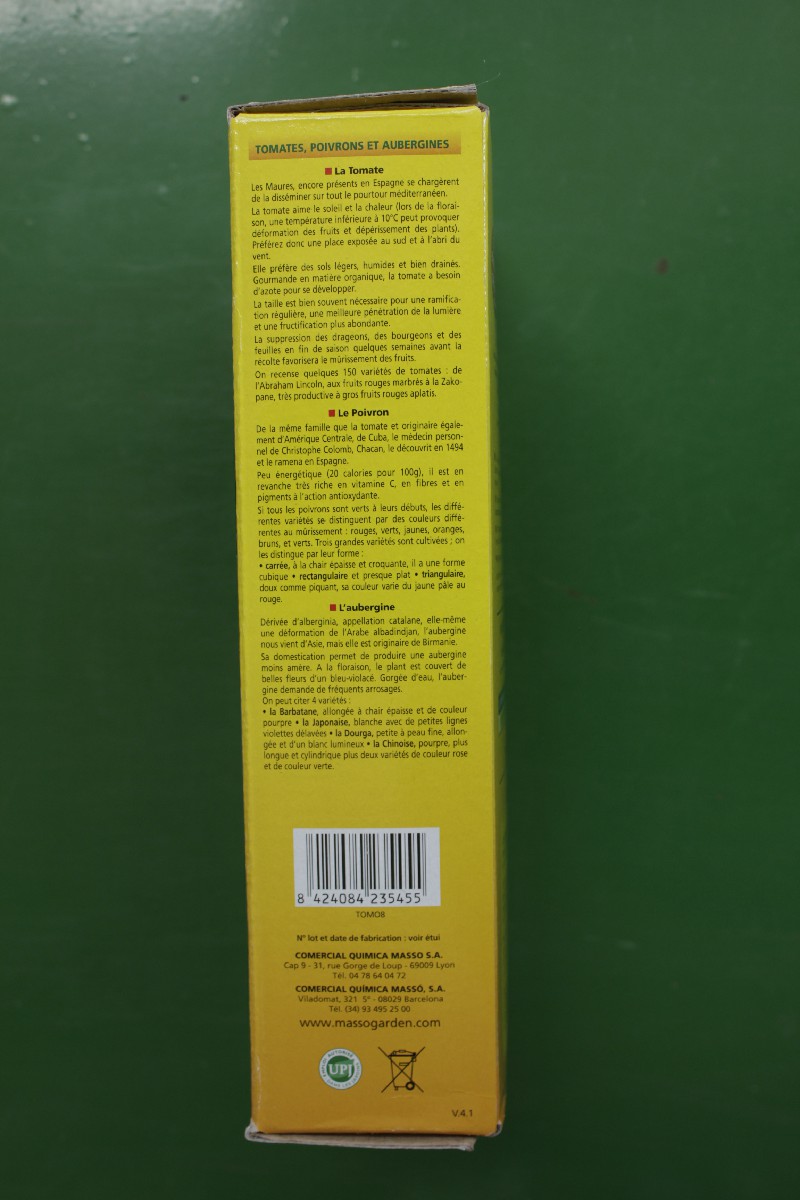 TOMATES, POIVRONS ET AUBERGINES
La Tomate
Les Maures, encore présents en Espagne se chargèrent
de la disséminer sur tout le pourtour méditerranéen.
La tomate aime le soleil et la chaleur (lors de la florai-
son, une température inférieure à 10°C peut provoquer
déformation des fruits et dépérissement des plants).
Préférez donc une place exposée au sud et à l'abri du
vent.
Elle préfère des sols légers, humides et bien drainés.
Gourmande en matière organique, la tomate a besoin
d'azote pour se développer.
La taille est bien souvent nécessaire pour une ramifica-
tion régulière, une meilleure pénétration de la lumière
et une fructification plus abondante.
La suppression des drageons, des bourgeons et des
feuilles en fin de saison quelques semaines avant la
récolte favorisera le mûrissement des fruits.
On recense quelques 150 variétés de tomates : de
l'Abraham Lincoln, aux fruits rouges marbrés à la Zako-
pane, très productive à gros fruits rouges aplatis.
Le Poivron
De la même famille que la tomate et originaire égale-
ment d'Amérique Centrale, de Cuba, le médecin person-
nel de Christophe Colomb, Chacan, le découvrit en 1494
et le ramena en Espagne.
Peu énergétique (20 calories pour 100g), il est en
revanche très riche en vitamine C, en fibres et en
pigments à l'action antioxydante.
Si tous les poivrons sont verts à leurs débuts, les diffé-
rentes variétés se distinguent par des couleurs diffé-
rentes au mûrissement : rouges, verts, jaunes, oranges,
bruns, et verts. Trois grandes variétés sont cultivées ; on
les distingue par leur forme :
• carrée, à la chair épaisse et croquante, il a une forme
cubique • rectangulaire et presque plat • triangulaire,
doux comme piquant, sa couleur varie du jaune pâle au
rouge.
L'aubergine
Dérivée d'alberginia, appellation catalane, elle-même
une déformation de l'Arabe albadindjan, l'aubergine
nous vient d'Asie, mais elle est originaire de Birmanie.
Sa domestication permet de produire une aubergine
moins amère. A la floraison, le plant est couvert de
belles fleurs d'un bleu-violacé. Gorgée d'eau, l'auber-
gine demande de fréquents arrosages.
On peut citer 4 variétés :
• la Barbatane, allongée à chair épaisse et de couleur
pourpre • la Japonaise, blanche avec de petites lignes
violettes délavées • la Dourga, petite à peau fine, allon-
gée et d'un blanc lumineux • la Chinoise, pourpre, plus
longue et cylindrique plus deux variétés de couleur rose
et de couleur verte.
8 424084 235455
TOMO8
N° lot et date de fabrication : voir étui
COMERCIAL QUIMICA MASSO S.A.
Cap 9 - 31, rue Gorge de Loup - 69009 Lyon
Tél. 04 78 64 04 72
COMERCIAL QUÍMICA MASSÓ, S.A.
Viladomat, 321 5º - 08029 Barcelona
Tél. (34) 93 495 25 00
www.massogarden.com
UPJ
V.4.1